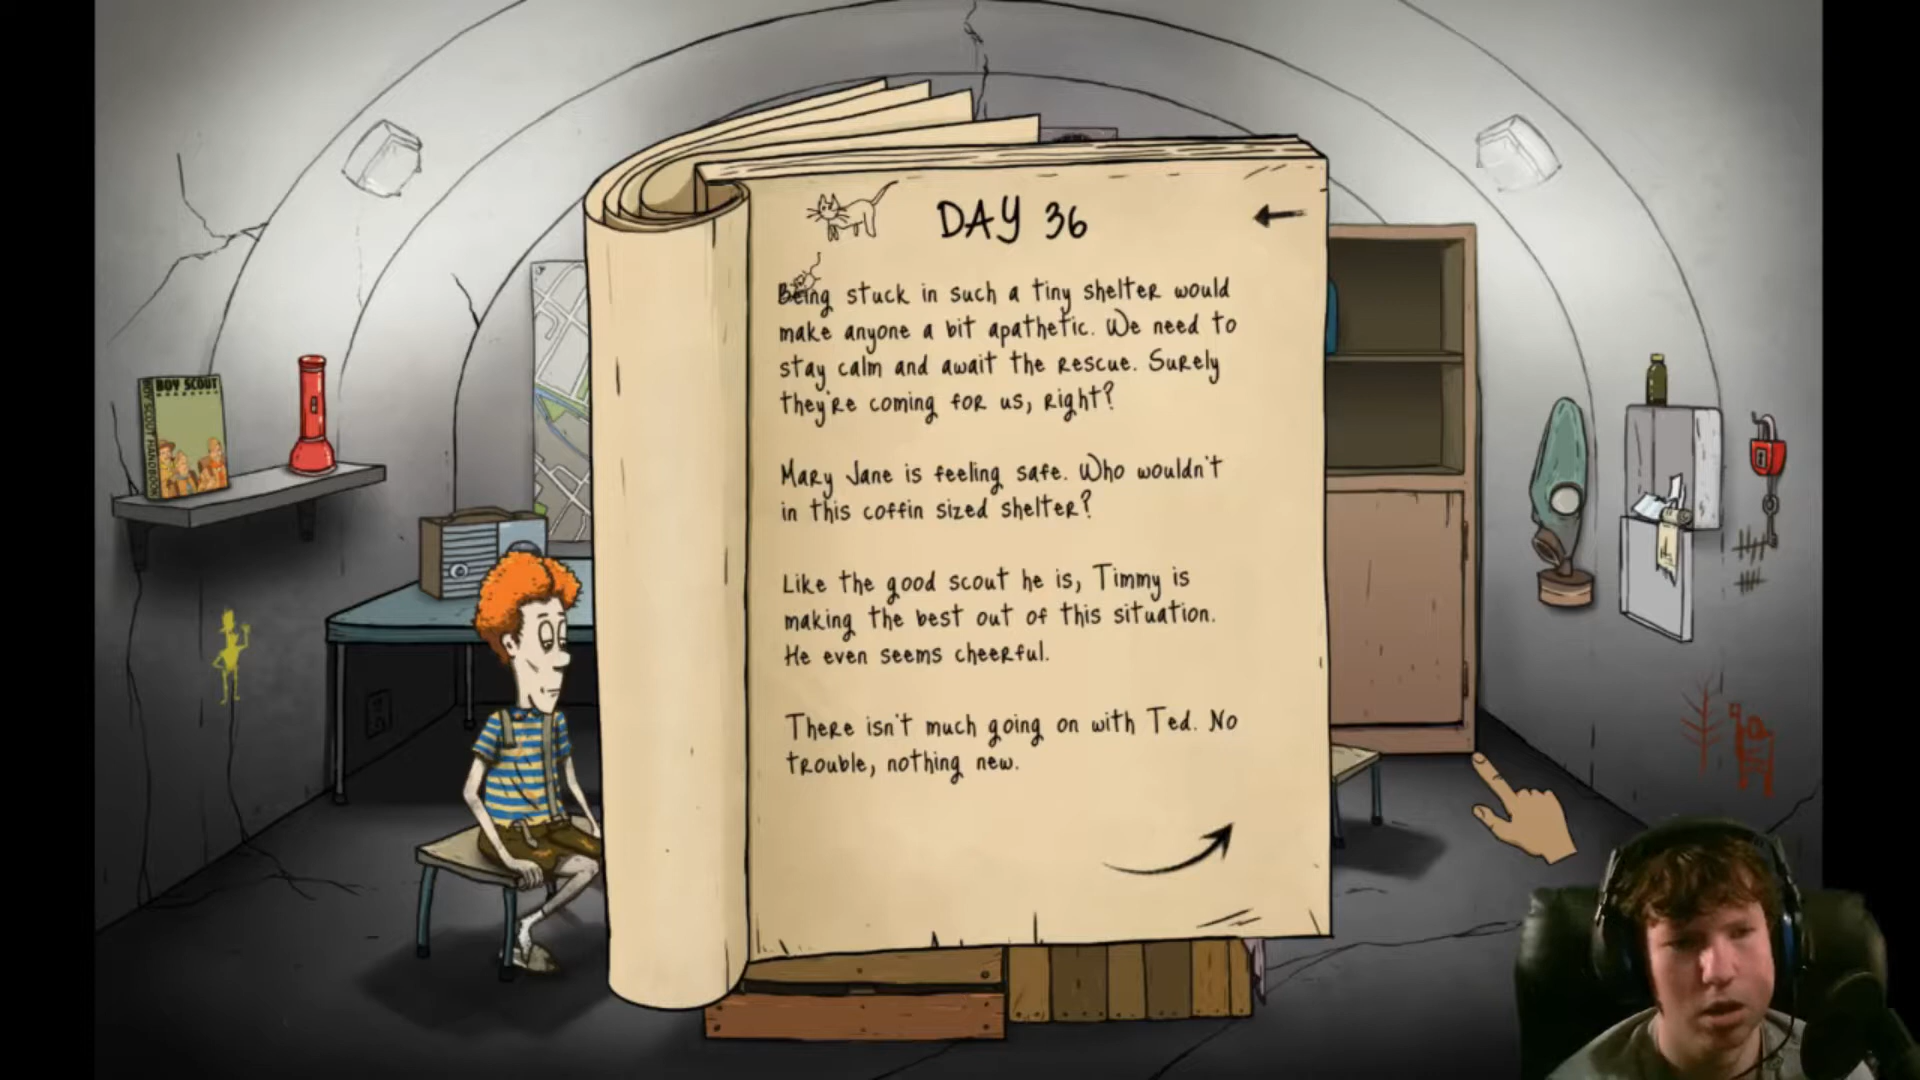 DAY 36
Being stuck in such a tiny shelter would
make anyone a bit apathetic. We need to
stay calm and await the rescue. Surely
they're coming for us, right?
Mary Jane is feeling safe. Who wouldn't
in this coffin sized shelter?
Like the good scout he is, Timmy is
making the best out of this situation.
He even seems cheerful.
There isn't much going on with Ted. No
trouble, nothing new.
BOY SCOUT
BOY SCOUT HANDBOOK